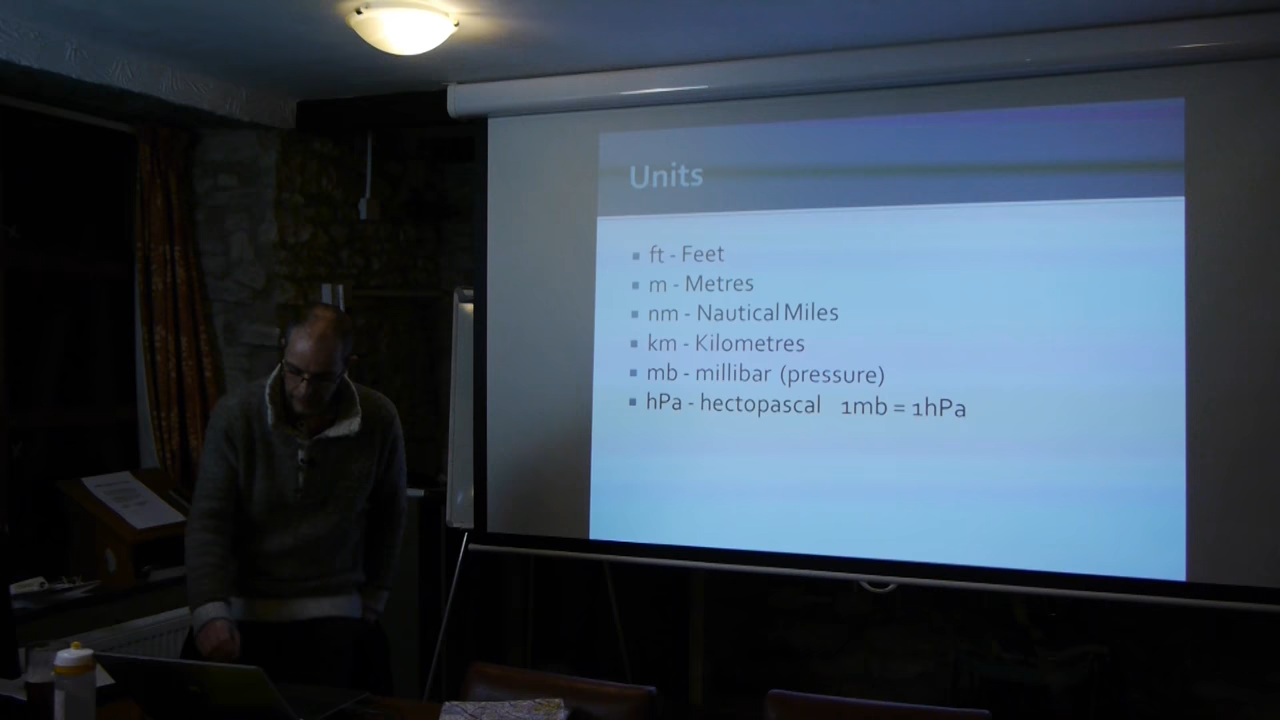 Units
▪ ft - Feet
▪ m - Metres
▪ nm - Nautical Miles
▪ km - Kilometres
▪ mb - millibar (pressure)
▪ hPa - hectopascal 1mb = 1hPa